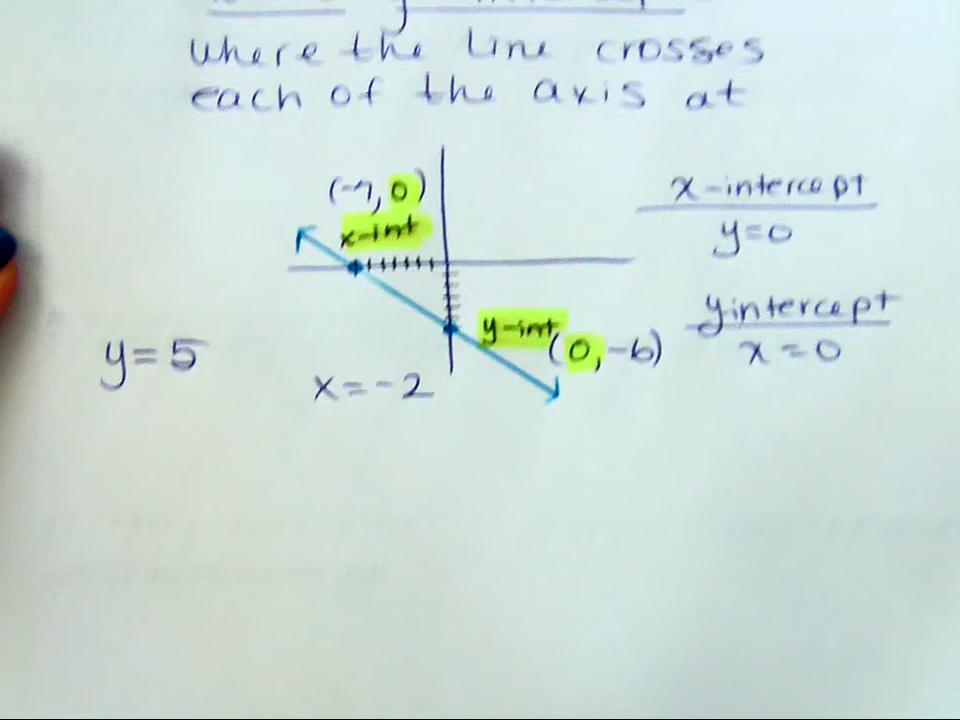 where the line crosses
each of the axis at
(-7, 0)
x-int
x-intercept
y=0
y-int
(0, -6)
y intercept
x = 0
y = 5
x = -2